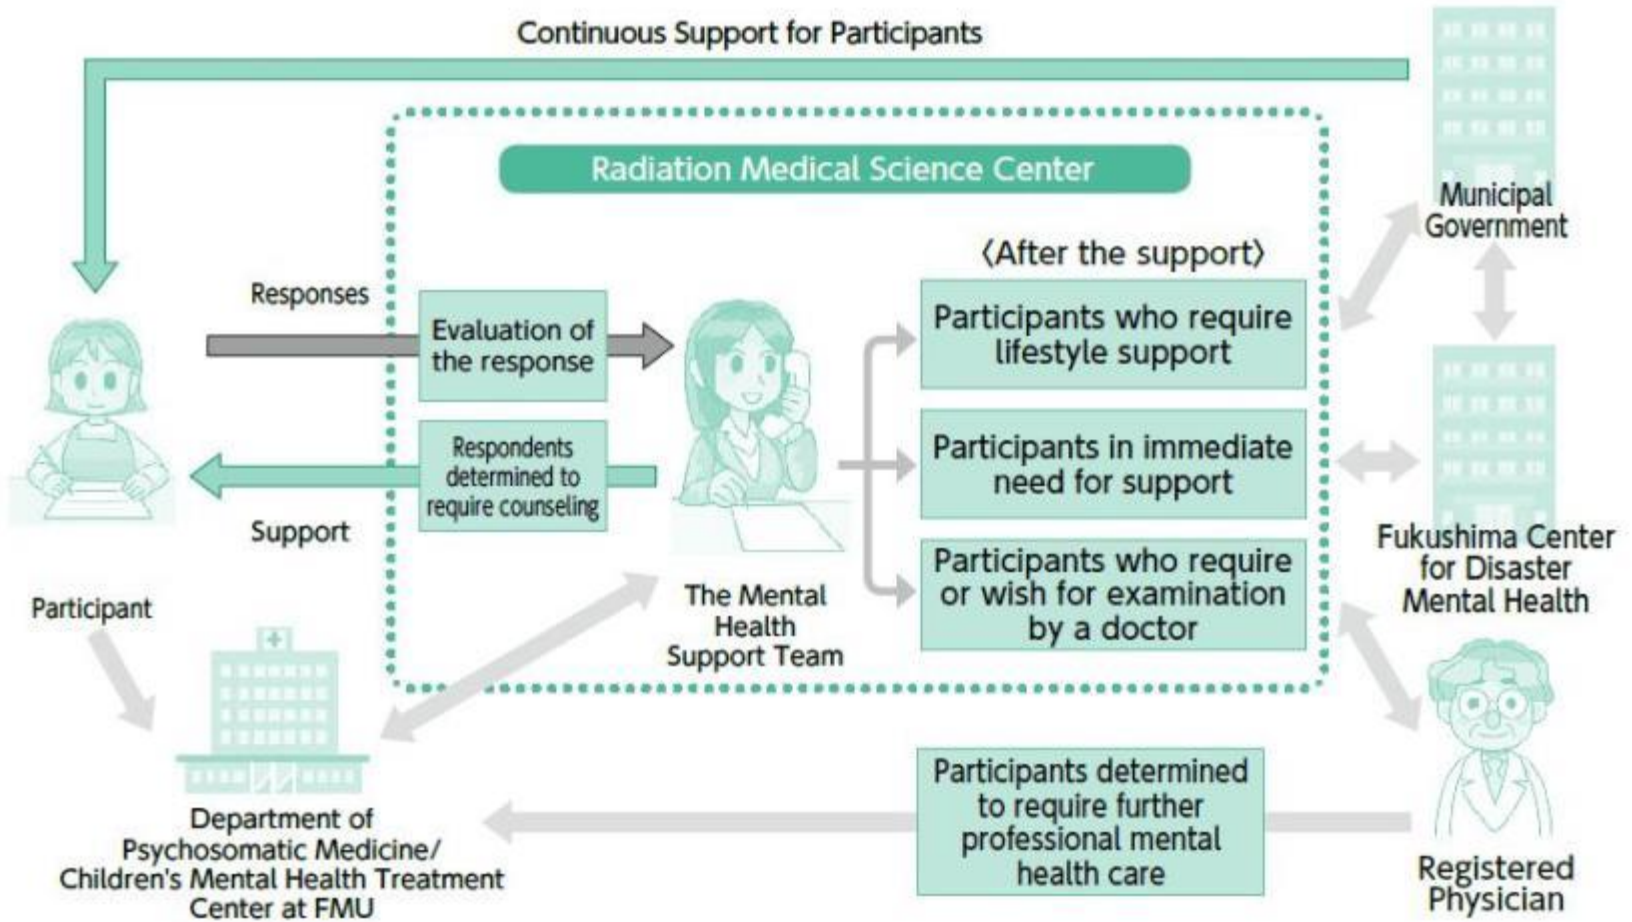 Continuous Support for Participants
Radiation Medical Science Center
Municipal
Government
〈After the support〉
Responses
Evaluation of
the response
Participants who require
lifestyle support
Respondents
determined to
require counseling
Participants in immediate
need for support
Support
Fukushima Center
for Disaster
Mental Health
Participants who require
or wish for examination
by a doctor
Participant
The Mental
Health
Support Team
Participants determined
to require further
professional mental
health care
Department of
Psychosomatic Medicine/
Children's Mental Health Treatment
Center at FMU
Registered
Physician